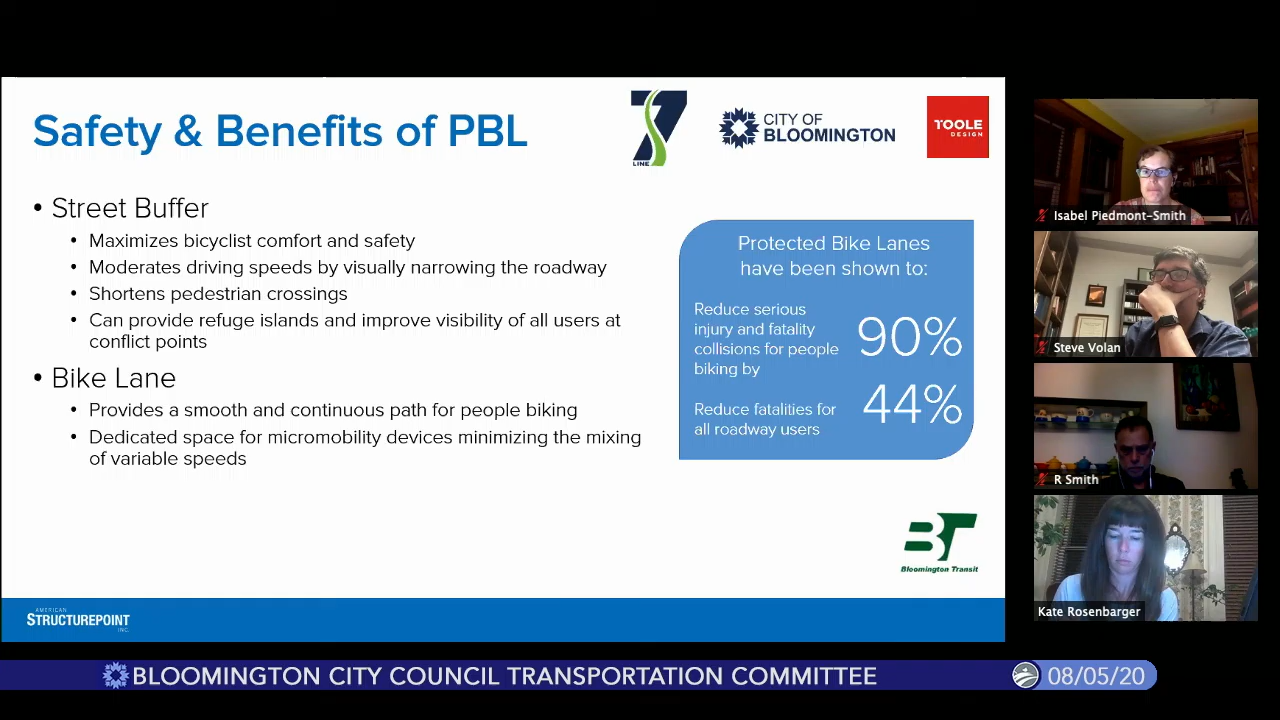 Safety & Benefits of PBL
7
LINE
CITY OF
BLOOMINGTON
TOOLE
DESIGN
• Street Buffer
• Maximizes bicyclist comfort and safety
• Moderates driving speeds by visually narrowing the roadway
• Shortens pedestrian crossings
• Can provide refuge islands and improve visibility of all users at
conflict points
• Bike Lane
• Provides a smooth and continuous path for people biking
• Dedicated space for micromobility devices minimizing the mixing
of variable speeds
Protected Bike Lanes
have been shown to:
Reduce serious
injury and fatality
collisions for people
biking by
90%
Reduce fatalities for
all roadway users
44%
BT
Bloomington Transit
AMERICAN
STRUCTUREPOINT
INC.
Isabel Piedmont-Smith
Steve Volan
R Smith
Kate Rosenbarger
BLOOMINGTON CITY COUNCIL TRANSPORTATION COMMITTEE
08/05/20